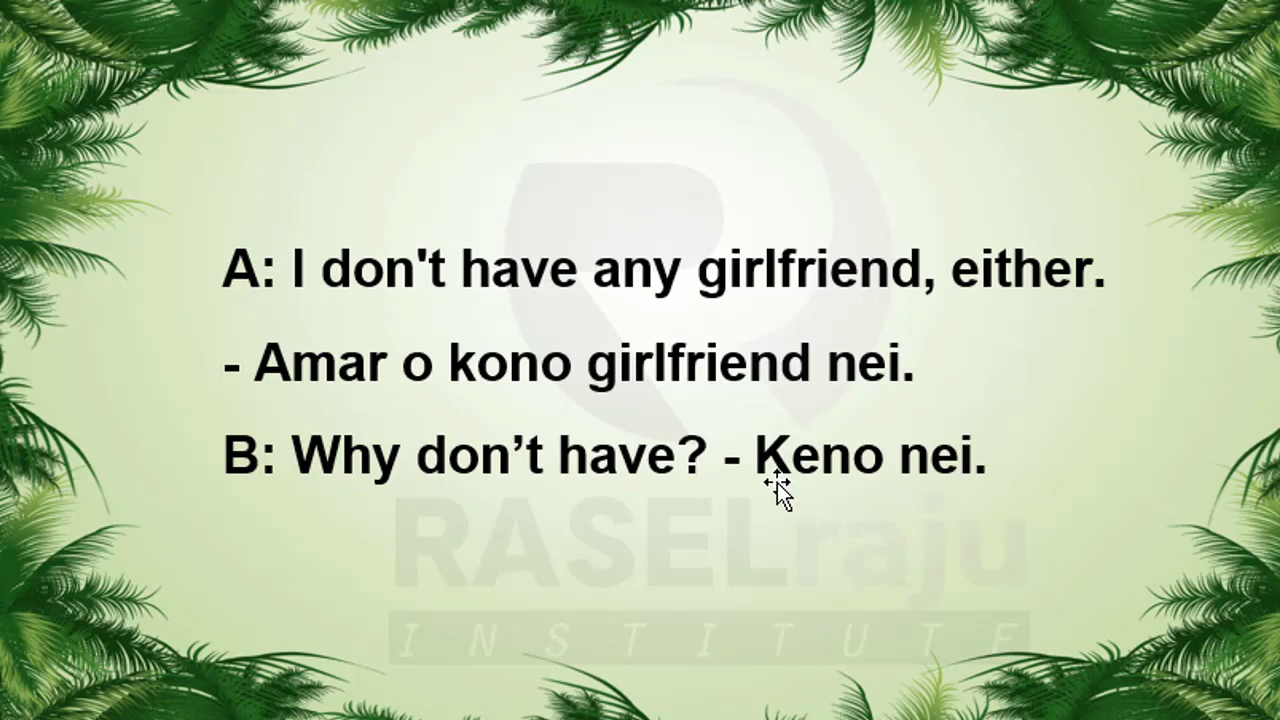 A: I don't have any girlfriend, either.
- Amar o kono girlfriend nei.
B: Why don’t have? - Keno nei.
RASELraju
INSTITUTE